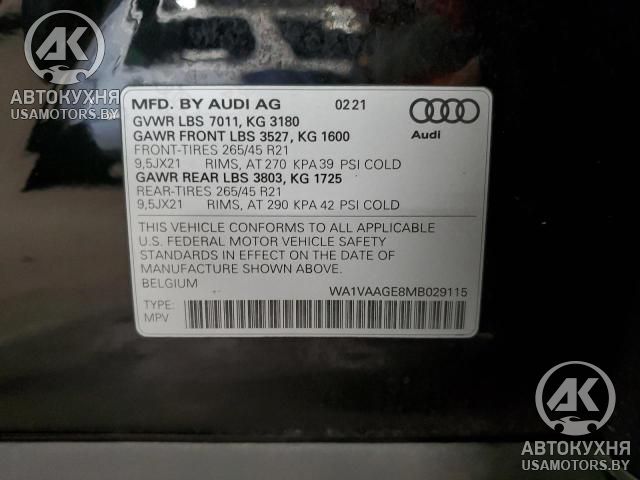 АК
АВТОКУХНЯ
USAMOTORS.BY
MFD. BY AUDI AG 02 21
GVWR LBS 7011, KG 3180
GAWR FRONT LBS 3527, KG 1600
FRONT-TIRES 265/45 R21
9,5JX21 RIMS, AT 270 KPA 39 PSI COLD
GAWR REAR LBS 3803, KG 1725
REAR-TIRES 265/45 R21
9,5JX21 RIMS, AT 290 KPA 42 PSI COLD
Audi
THIS VEHICLE CONFORMS TO ALL APPLICABLE
U.S. FEDERAL MOTOR VEHICLE SAFETY
STANDARDS IN EFFECT ON THE DATE OF
MANUFACTURE SHOWN ABOVE.
BELGIUM WA1VAAGE8MB029115
TYPE:
MPV
АК
АВТОКУХНЯ
USAMOTORS.BY